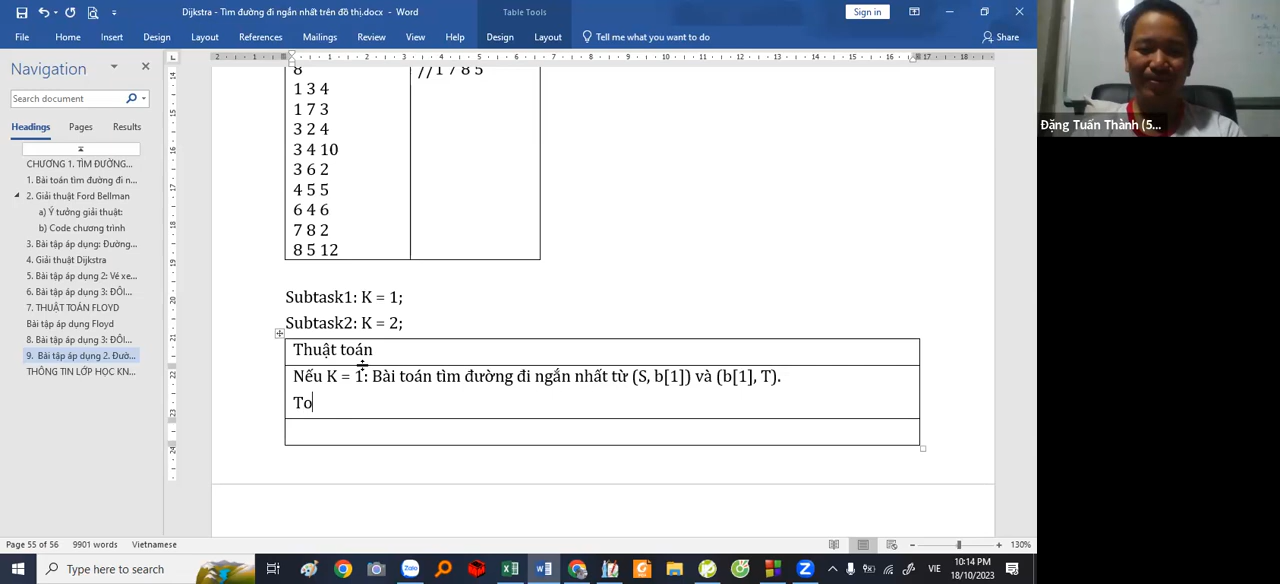 Dijkstra - Tìm đường đi ngắn nhất trên đồ thị.docx - Word
Table Tools
Sign in
File
Home
Insert
Design
Layout
References
Mailings
Review
View
Help
Design
Layout
Tell me what you want to do
Share
Navigation
Search document
Headings
Pages
Results
CHƯƠNG 1. TÌM ĐƯỜNG...
1. Bài toán tìm đường đi n...
2. Giải thuật Ford Bellman
a) Ý tưởng giải thuật:
b) Code chương trình
3. Bài tập áp dụng: Đường...
4. Giải thuật Dijkstra
5. Bài tập áp dụng 2: Vé xe...
6. Bài tập áp dụng 3: ĐỔI...
7. THUẬT TOÁN FLOYD
Bài tập áp dụng Floyd
8. Bài tập áp dụng 3: ĐỔI...
9. Bài tập áp dụng 2. Đườ...
THÔNG TIN LỚP HỌC KN...
8
//1 7 8 5
1 3 4
1 7 3
3 2 4
3 4 10
3 6 2
4 5 5
6 4 6
7 8 2
8 5 12
Subtask1: K = 1;
Subtask2: K = 2;
Thuật toán
Nếu K = 1: Bài toán tìm đường đi ngắn nhất từ (S, b[1]) và (b[1], T).
To
Đặng Tuấn Thành (5...
Page 55 of 56
9901 words
Vietnamese
130%
Type here to search
Zalo
VIE
10:14 PM
18/10/2023